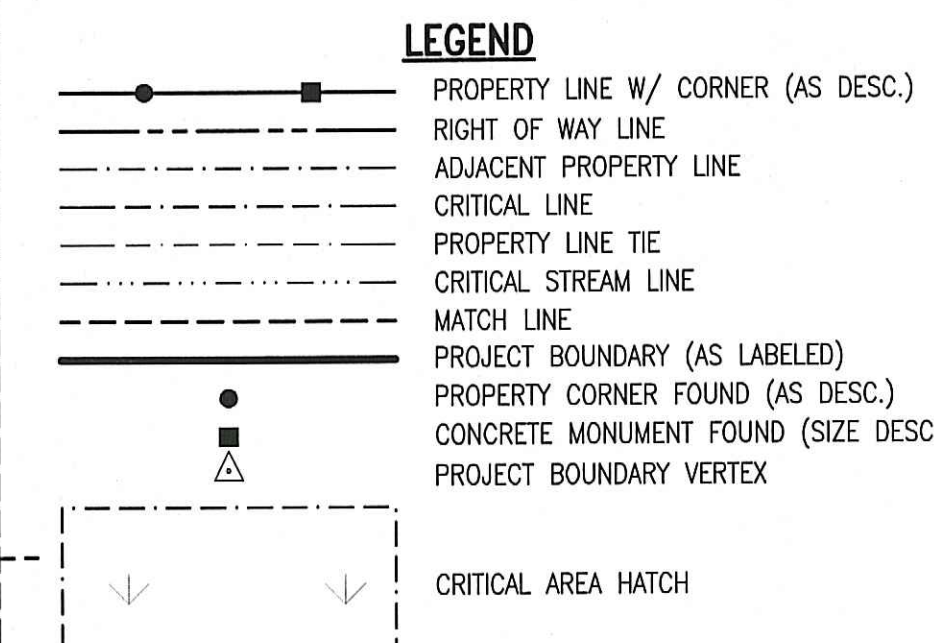 LEGEND
PROPERTY LINE W/ CORNER (AS DESC.)
RIGHT OF WAY LINE
ADJACENT PROPERTY LINE
CRITICAL LINE
PROPERTY LINE TIE
CRITICAL STREAM LINE
MATCH LINE
PROJECT BOUNDARY (AS LABELED)
PROPERTY CORNER FOUND (AS DESC.)
CONCRETE MONUMENT FOUND (SIZE DESC
PROJECT BOUNDARY VERTEX
CRITICAL AREA HATCH